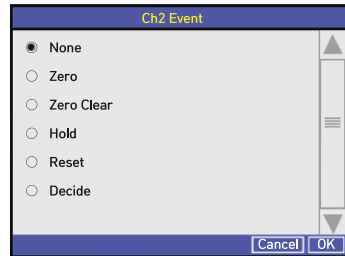 Ch2 Event
None
Zero
Zero Clear
Hold
Reset
Decide
Cancel OK